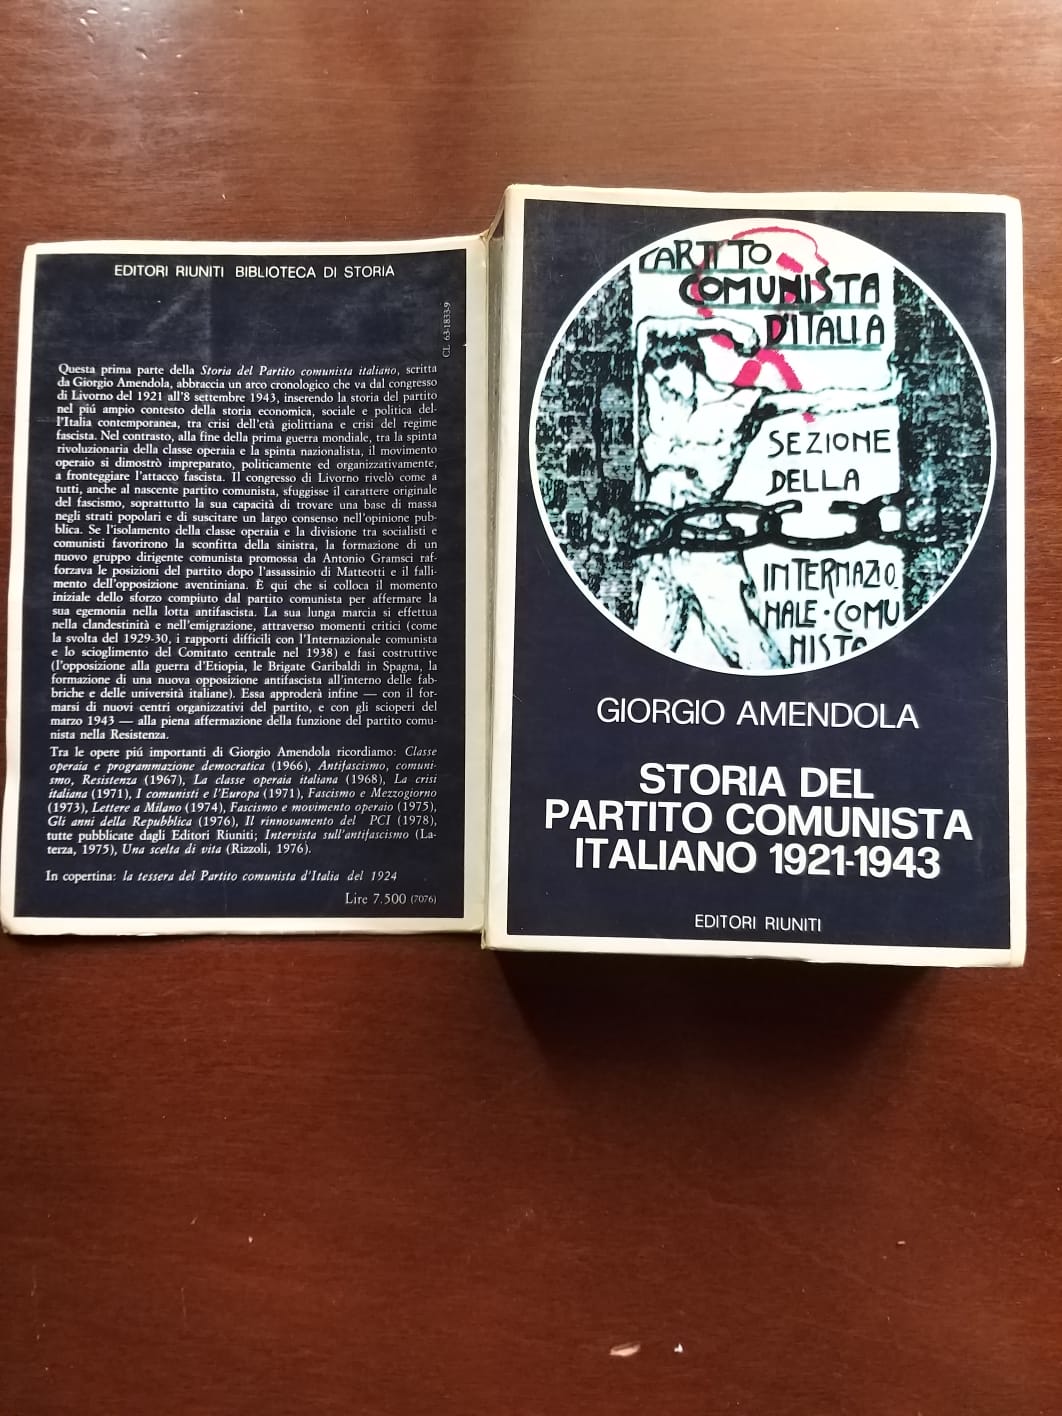 EDITORI RIUNITI BIBLIOTECA DI STORIA
CL 63-1833-9
Questa prima parte della Storia del Partito comunista italiano, scritta
da Giorgio Amendola, abbraccia un arco cronologico che va dal congresso
di Livorno del 1921 all'8 settembre 1943, inserendo la storia del partito
nel piú ampio contesto della storia economica, sociale e politica del-
l'Italia contemporanea, tra crisi dell'età giolittiana e crisi del regime
fascista. Nel contrasto, alla fine della prima guerra mondiale, tra la spinta
rivoluzionaria della classe operaia e la spinta nazionalista, il movimento
operaio si dimostrò impreparato, politicamente ed organizzativamente,
a fronteggiare l'attacco fascista. Il congresso di Livorno rivelò come a
tutti, anche al nascente partito comunista, sfuggisse il carattere originale
del fascismo, soprattutto la sua capacità di trovare una base di massa
negli strati popolari e di suscitare un largo consenso nell'opinione pub-
blica. Se l'isolamento della classe operaia e la divisione tra socialisti e
comunisti favorirono la sconfitta della sinistra, la formazione di un
nuovo gruppo dirigente comunista promossa da Antonio Gramsci raf-
forzava le posizioni del partito dopo l'assassinio di Matteotti e il falli-
mento dell'opposizione aventiniana. È qui che si colloca il momento
iniziale dello sforzo compiuto dal partito comunista per affermare la
sua egemonia nella lotta antifascista. La sua lunga marcia si effettua
nella clandestinità e nell'emigrazione, attraverso momenti critici (come
la svolta del 1929-30, i rapporti difficili con l'Internazionale comunista
e lo scioglimento del Comitato centrale nel 1938) e fasi costruttive
(l'opposizione alla guerra d'Etiopia, le Brigate Garibaldi in Spagna, la
formazione di una nuova opposizione antifascista all'interno delle fab-
briche e delle università italiane). Essa approderà infine — con il for-
marsi di nuovi centri organizzativi del partito, e con gli scioperi del
marzo 1943 — alla piena affermazione della funzione del partito comu-
nista nella Resistenza.
Tra le opere piú importanti di Giorgio Amendola ricordiamo: Classe
operaia e programmazione democratica (1966), Antifascismo, comuni-
smo, Resistenza (1967), La classe operaia italiana (1968), La crisi
italiana (1971), I comunisti e l'Europa (1971), Fascismo e Mezzogiorno
(1973), Lettere a Milano (1974), Fascismo e movimento operaio (1975),
Gli anni della Repubblica (1976), Il rinnovamento del PCI (1978),
tutte pubblicate dagli Editori Riuniti; Intervista sull'antifascismo (La-
terza, 1975), Una scelta di vita (Rizzoli, 1976).
In copertina: la tessera del Partito comunista d'Italia del 1924
Lire 7.500 (7076)
PARTITO
COMUNISTA
D'ITALIA
SEZIONE
DELLA
INTERNAZIO
NALE·COMU
NISTA
GIORGIO AMENDOLA
STORIA DEL
PARTITO COMUNISTA
ITALIANO 1921-1943
EDITORI RIUNITI